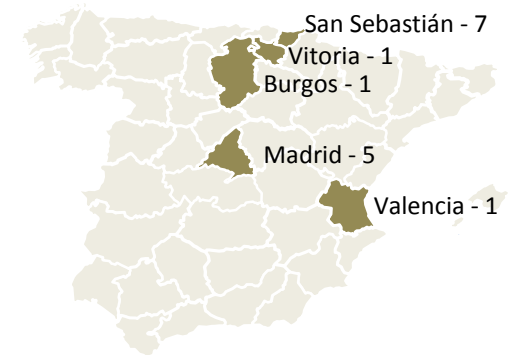 San Sebastián - 7
Vitoria - 1
Burgos - 1
Madrid - 5
Valencia - 1